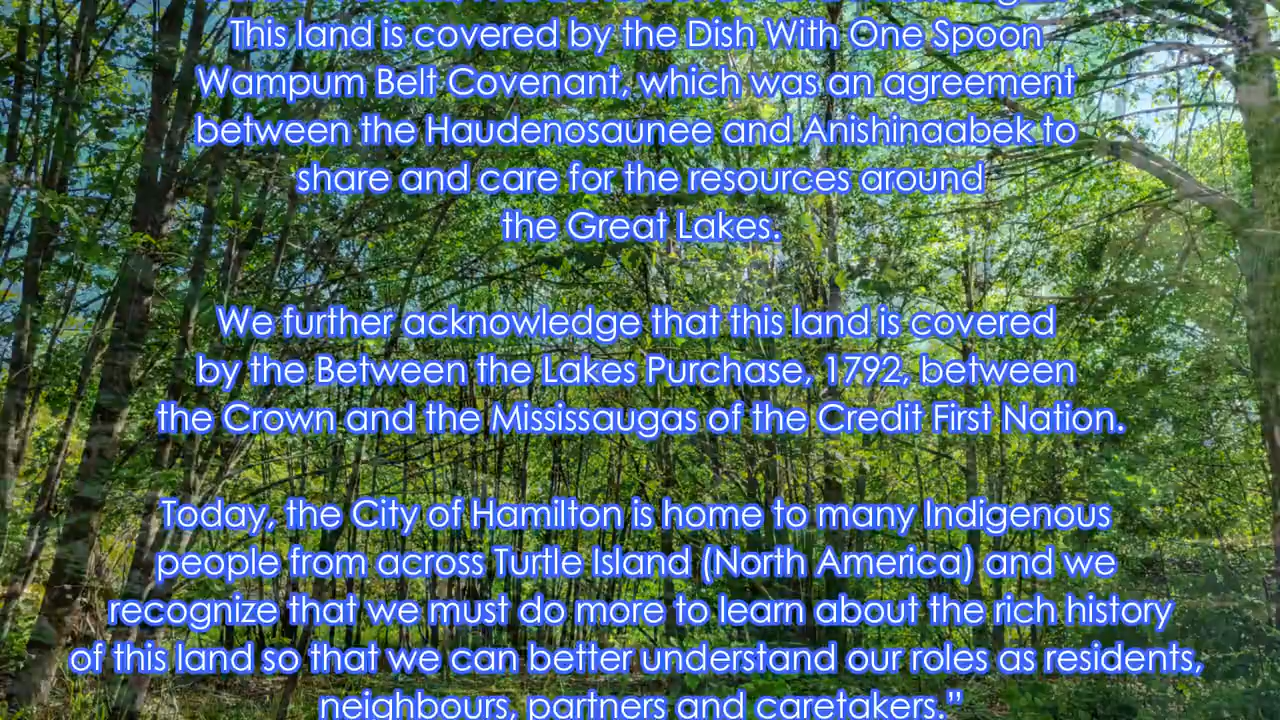 This land is covered by the Dish With One Spoon
Wampum Belt Covenant, which was an agreement
between the Haudenosaunee and Anishinaabek to
share and care for the resources around
the Great Lakes.
We further acknowledge that this land is covered
by the Between the Lakes Purchase, 1792, between
the Crown and the Mississaugas of the Credit First Nation.
Today, the City of Hamilton is home to many Indigenous
people from across Turtle Island (North America) and we
recognize that we must do more to learn about the rich history
of this land so that we can better understand our roles as residents,
neighbours, partners and caretakers.”